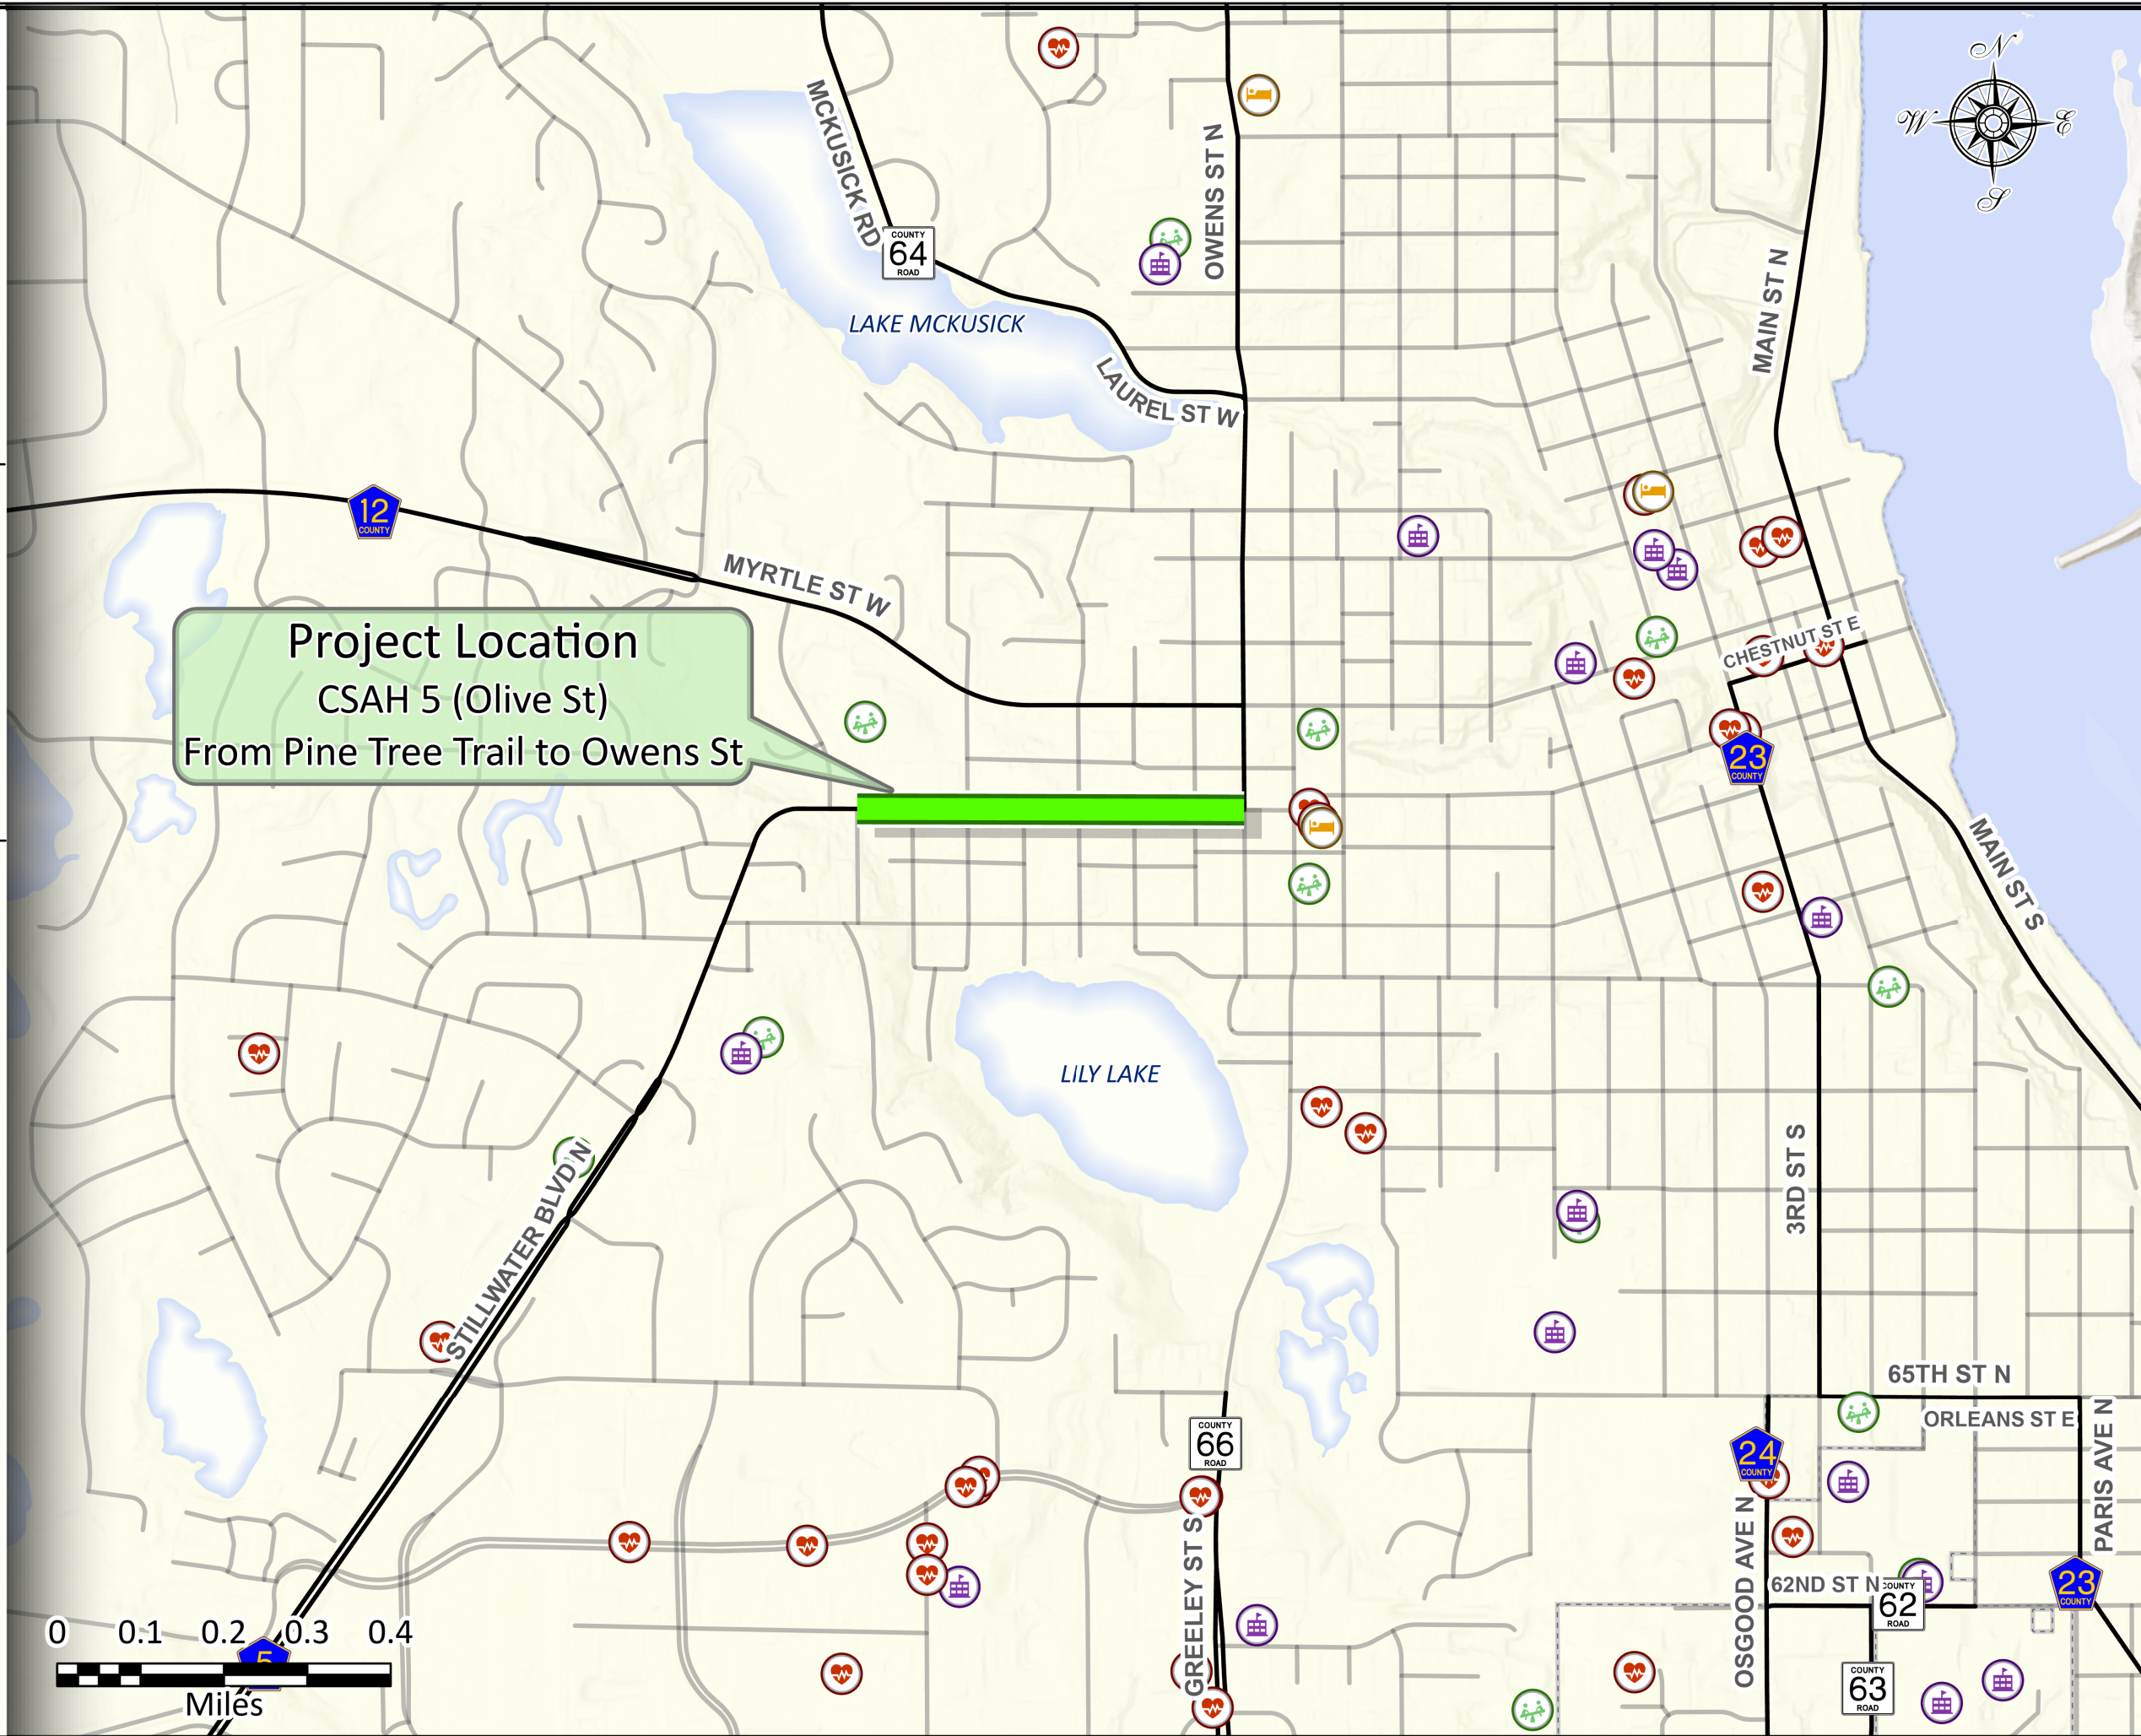 N
W
E
S
MCKUSICK RD
OWENS ST N
COUNTY
64
ROAD
MAIN ST N
LAKE MCKUSICK
LAUREL ST W
12
COUNTY
MYRTLE ST W
Project Location
CSAH 5 (Olive St)
From Pine Tree Trail to Owens St
CHESTNUT ST E
23
COUNTY
MAIN ST S
LILY LAKE
3RD ST S
STILLWATER BLVD N
65TH ST N
ORLEANS ST E
PARIS AVE N
COUNTY
66
ROAD
24
COUNTY
GREELEY ST S
OSGOOD AVE N
62ND ST N
COUNTY
62
ROAD
23
COUNTY
COUNTY
63
ROAD
0 0.1 0.2 0.3 0.4
5
Miles